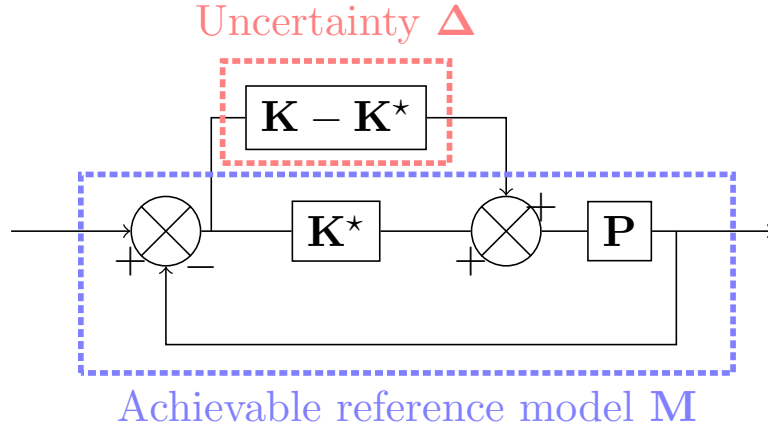 Uncertainty Δ
K − K⋆
K⋆
P
+
−
+
+
Achievable reference model M